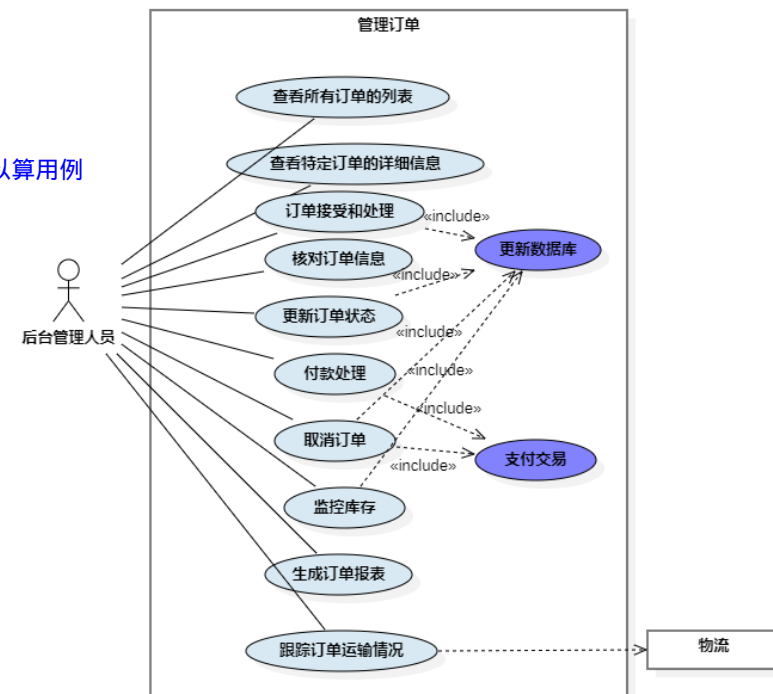 管理订单
查看所有订单的列表
以算用例
查看特定订单的详细信息
订单接受和处理
«include»
更新数据库
核对订单信息
«include»
后台管理人员
更新订单状态
«include»
付款处理
«include»
«include»
取消订单
支付交易
«include»
监控库存
生成订单报表
跟踪订单运输情况
物流